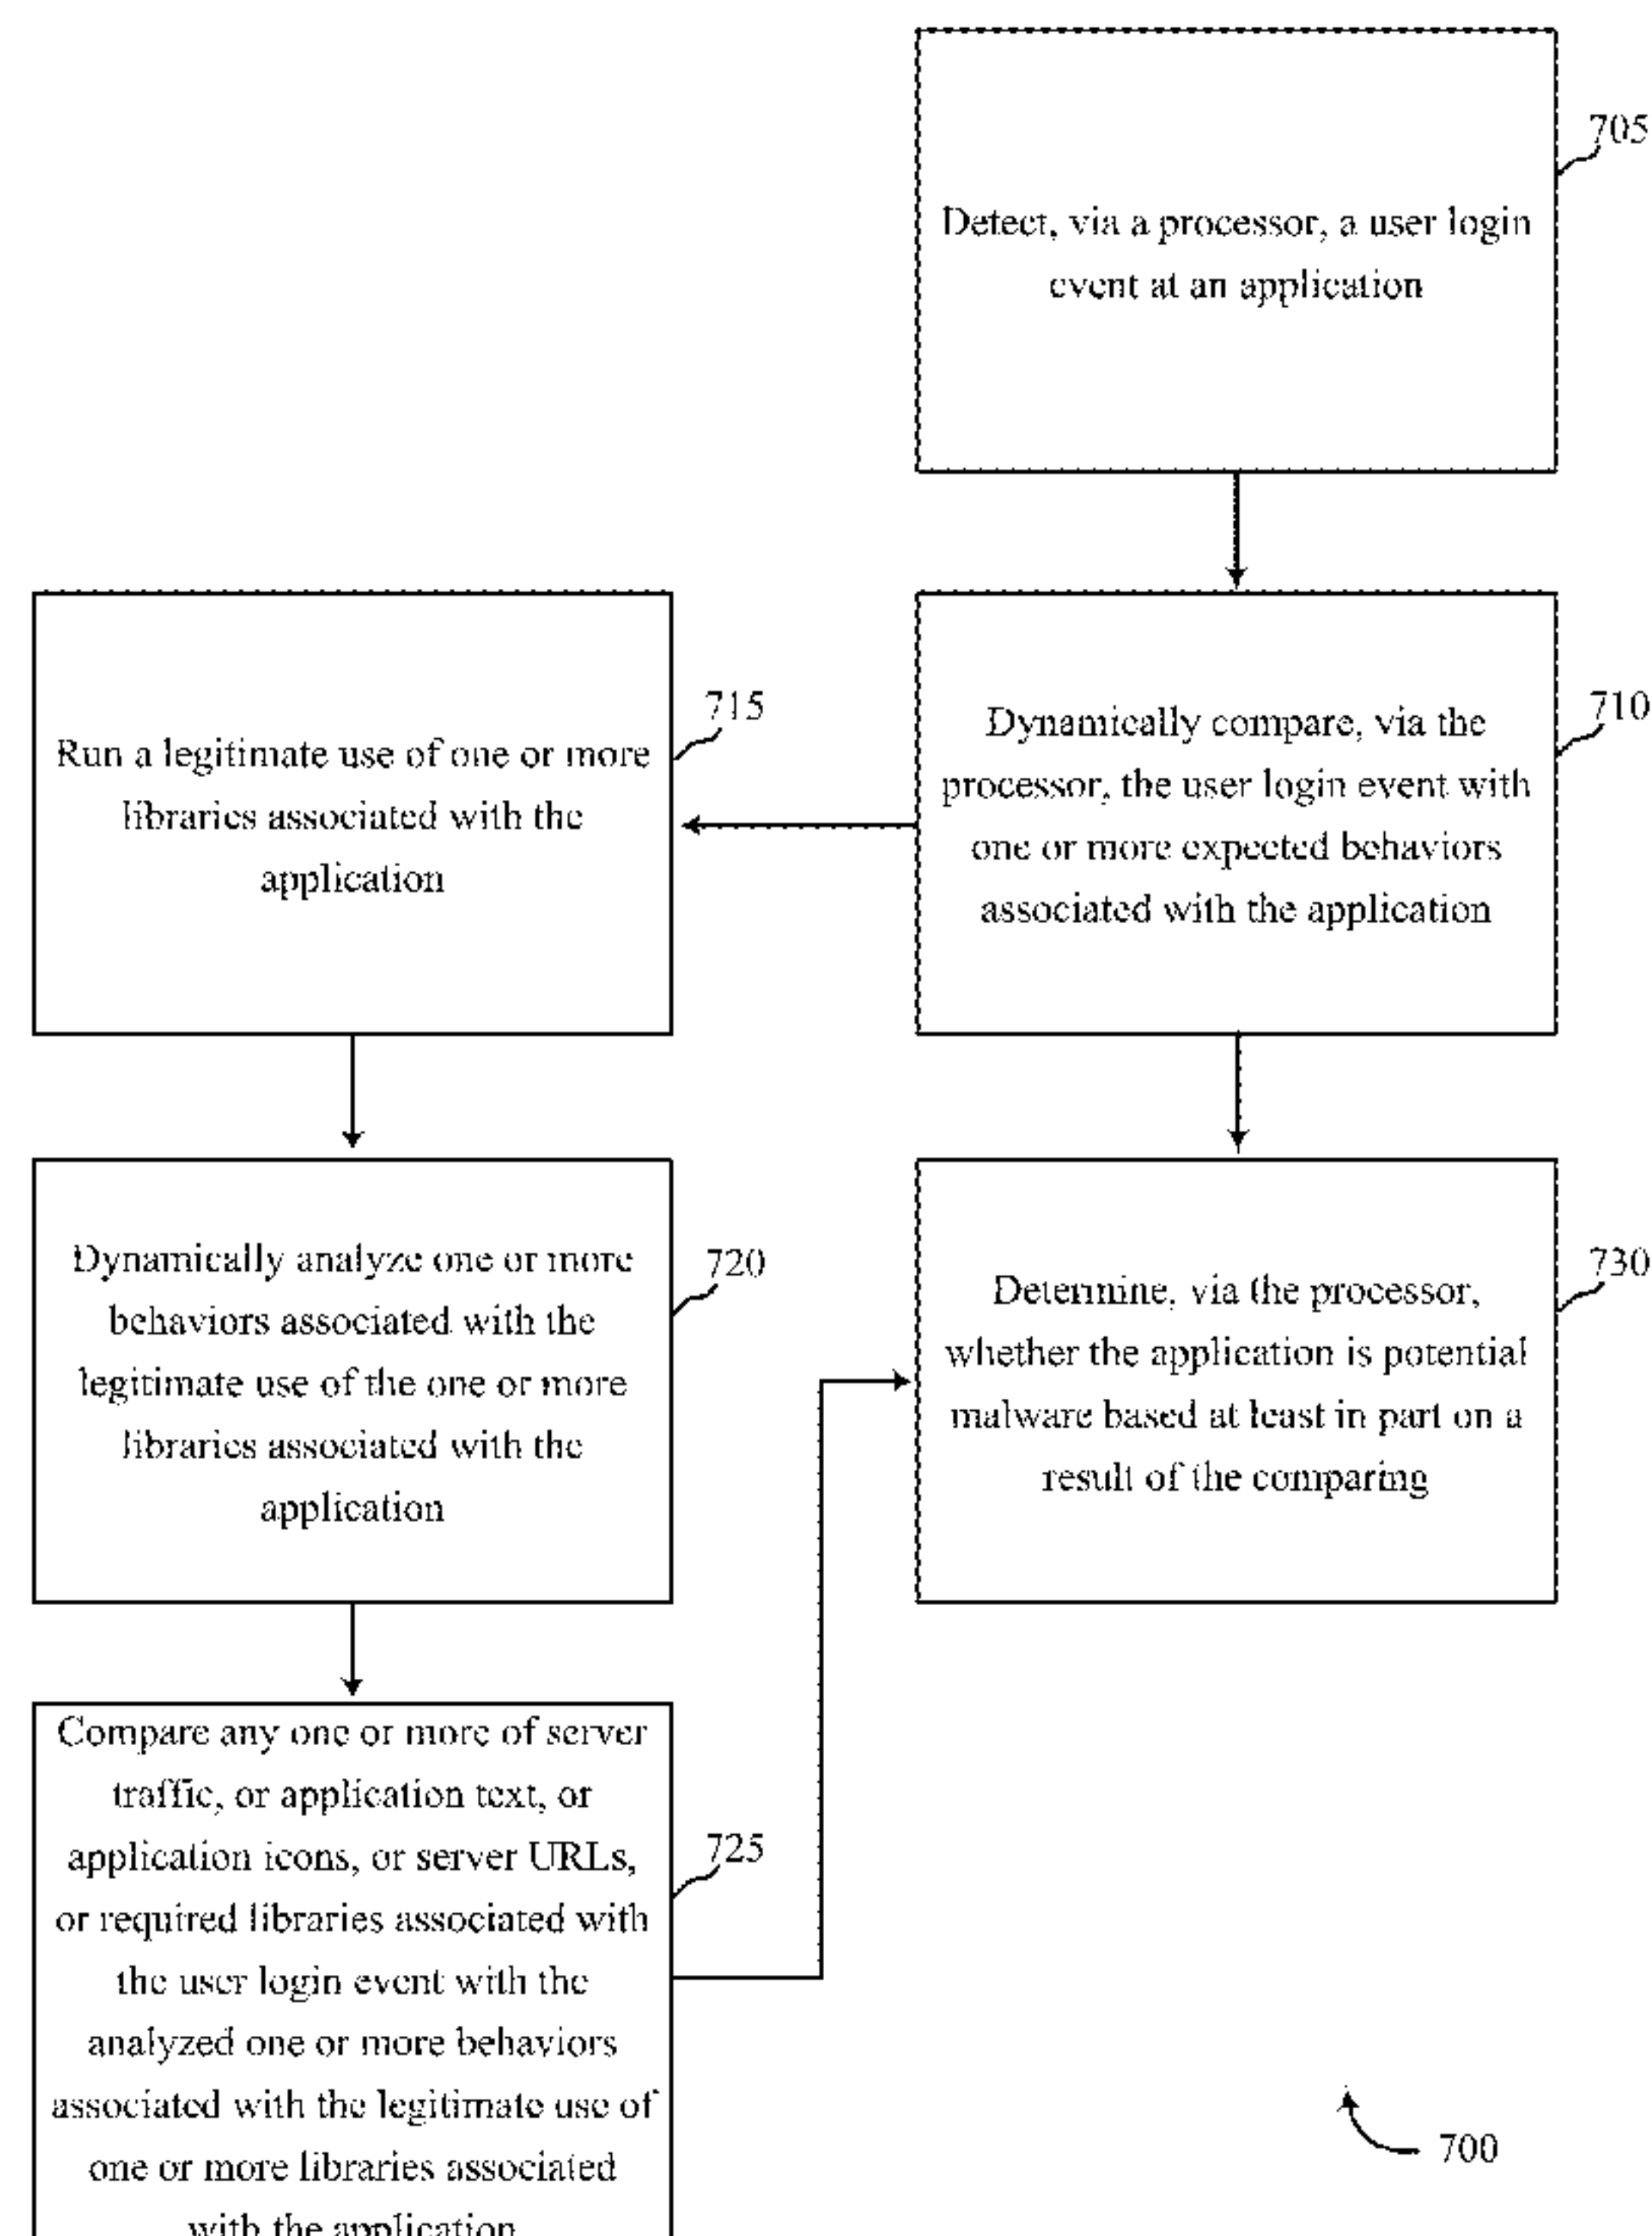 705
Detect, via a processor, a user login
event at an application
715
Run a legitimate use of one or more
libraries associated with the
application
710
Dynamically compare, via the
processor, the user login event with
one or more expected behaviors
associated with the application
720
Dynamically analyze one or more
behaviors associated with the
legitimate use of the one or more
libraries associated with the
application
730
Determine, via the processor,
whether the application is potential
malware based at least in part on a
result of the comparing
725
Compare any one or more of server
traffic, or application text, or
application icons, or server URLs,
or required libraries associated with
the user login event with the
analyzed one or more behaviors
associated with the legitimate use of
one or more libraries associated
with the application
700